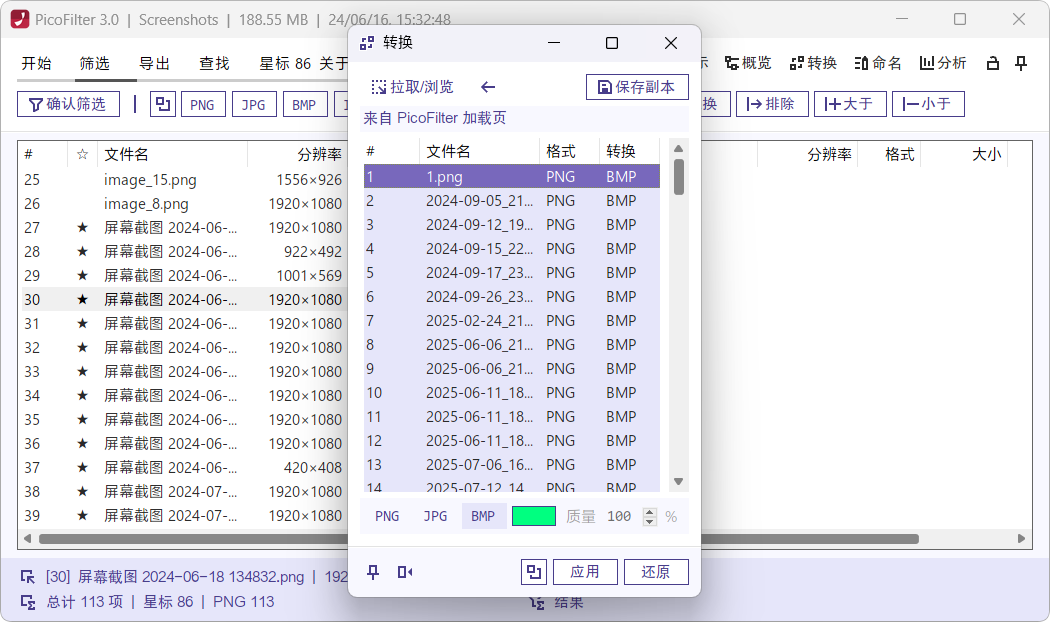 PicoFilter 3.0 | Screenshots | 188.55 MB | 24/06/16, 15:32:48
开始 筛选 导出 查找 星标 86 关于 示 概览 转换 命名 分析
确认筛选 PNG JPG BMP 换 排除 大于 小于
# ☆ 文件名 分辨率 分辨率 格式 大小
25 image_15.png 1556×926
26 image_8.png 1920×1080
27 ★ 屏幕截图 2024-06-... 1920×1080
28 ★ 屏幕截图 2024-06-... 922×492
29 ★ 屏幕截图 2024-06-... 1001×569
30 ★ 屏幕截图 2024-06-... 1920×1080
31 ★ 屏幕截图 2024-06-... 1920×1080
32 ★ 屏幕截图 2024-06-... 1920×1080
33 ★ 屏幕截图 2024-06-... 1920×1080
34 ★ 屏幕截图 2024-06-... 1920×1080
35 ★ 屏幕截图 2024-06-... 1920×1080
36 ★ 屏幕截图 2024-06-... 1920×1080
37 ★ 屏幕截图 2024-06-... 420×408
38 ★ 屏幕截图 2024-07-... 1920×1080
39 ★ 屏幕截图 2024-07-... 1920×1080
[30] 屏幕截图 2024-06-18 134832.png | 192
总计 113 项 | 星标 86 | PNG 113
结果
转换
拉取/浏览 保存副本
来自 PicoFilter 加载页
# 文件名 格式 转换
1 1.png PNG BMP
2 2024-09-05_21... PNG BMP
3 2024-09-12_19... PNG BMP
4 2024-09-15_22... PNG BMP
5 2024-09-17_23... PNG BMP
6 2024-09-26_23... PNG BMP
7 2025-02-24_21... PNG BMP
8 2025-06-06_21... PNG BMP
9 2025-06-06_21... PNG BMP
10 2025-06-11_18... PNG BMP
11 2025-06-11_18... PNG BMP
12 2025-06-11_18... PNG BMP
13 2025-07-06_16... PNG BMP
14 2025-07-12_14... PNG BMP
PNG JPG BMP 质量 100 %
应用 还原